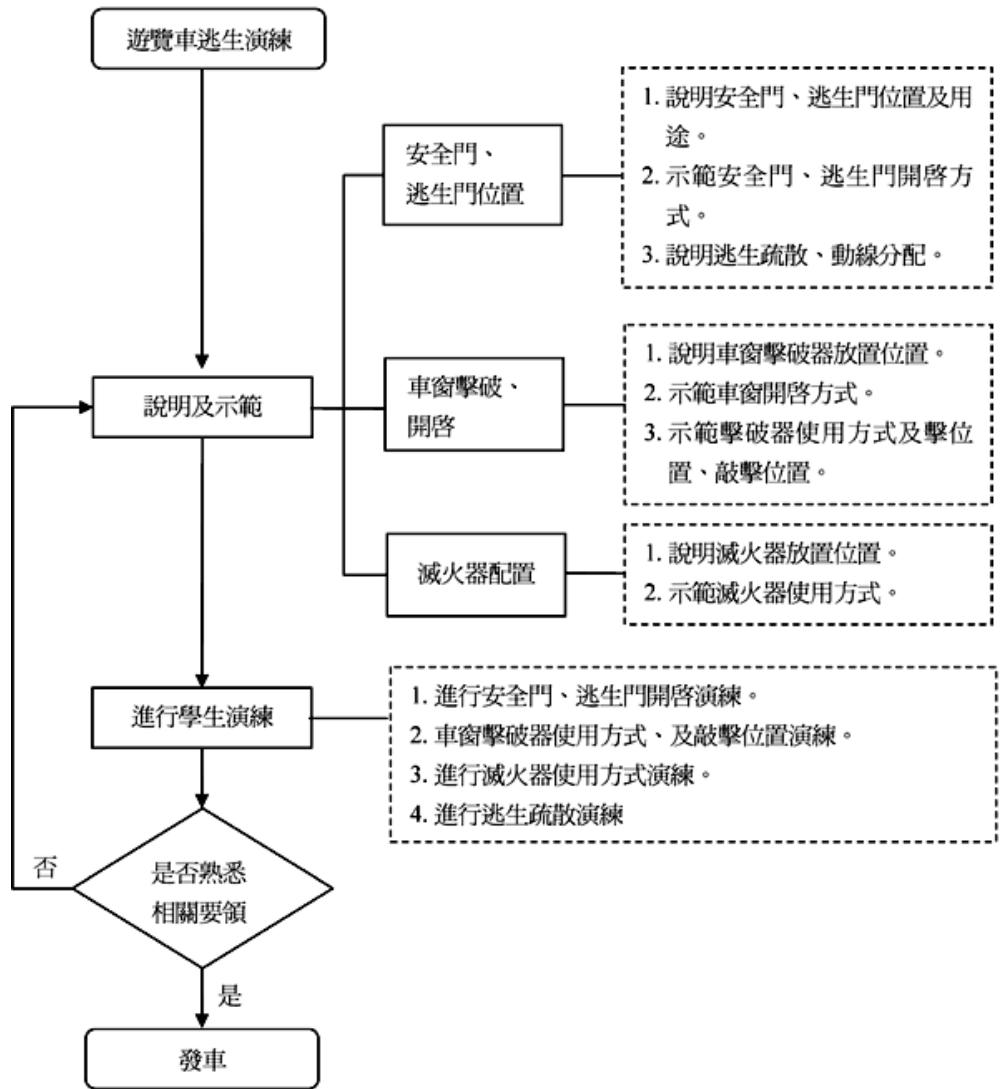 遊覽車逃生演練
安全門、
逃生門位置
1. 說明安全門、逃生門位置及用
途。
2. 示範安全門、逃生門開啓方
式。
3. 說明逃生疏散、動線分配。
說明及示範
車窗擊破、
開啓
1. 說明車窗擊破器放置位置。
2. 示範車窗開啓方式。
3. 示範擊破器使用方式及擊位
置、敲擊位置。
滅火器配置
1. 說明滅火器放置位置。
2. 示範滅火器使用方式。
進行學生演練
1. 進行安全門、逃生門開啓演練。
2. 車窗擊破器使用方式、及敲擊位置演練。
3. 進行滅火器使用方式演練。
4. 進行逃生疏散演練
否
是否熟悉
相關要領
是
發車